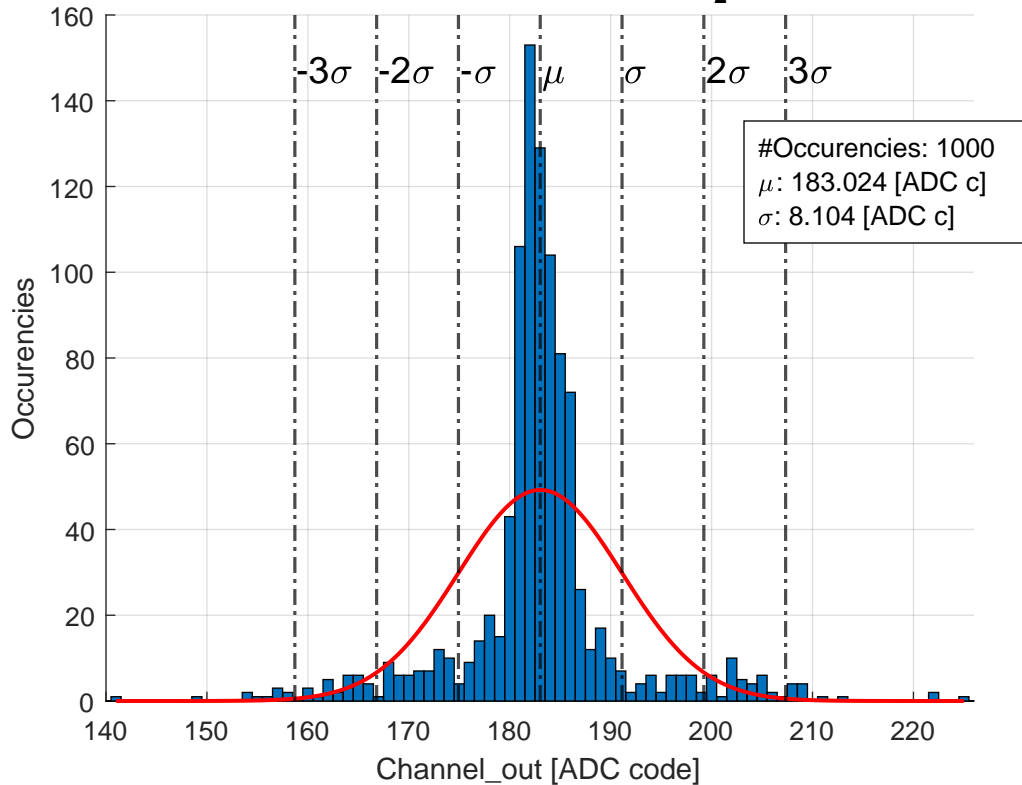 2
160
140
120
100
80
60
40
20
0
-3σ -2σ -σ μ σ 2σ 3σ
#Occurencies: 1000
μ: 183.024 [ADC c]
σ: 8.104 [ADC c]
Occurencies
140 150 160 170 180 190 200 210 220
Channel_out [ADC code]